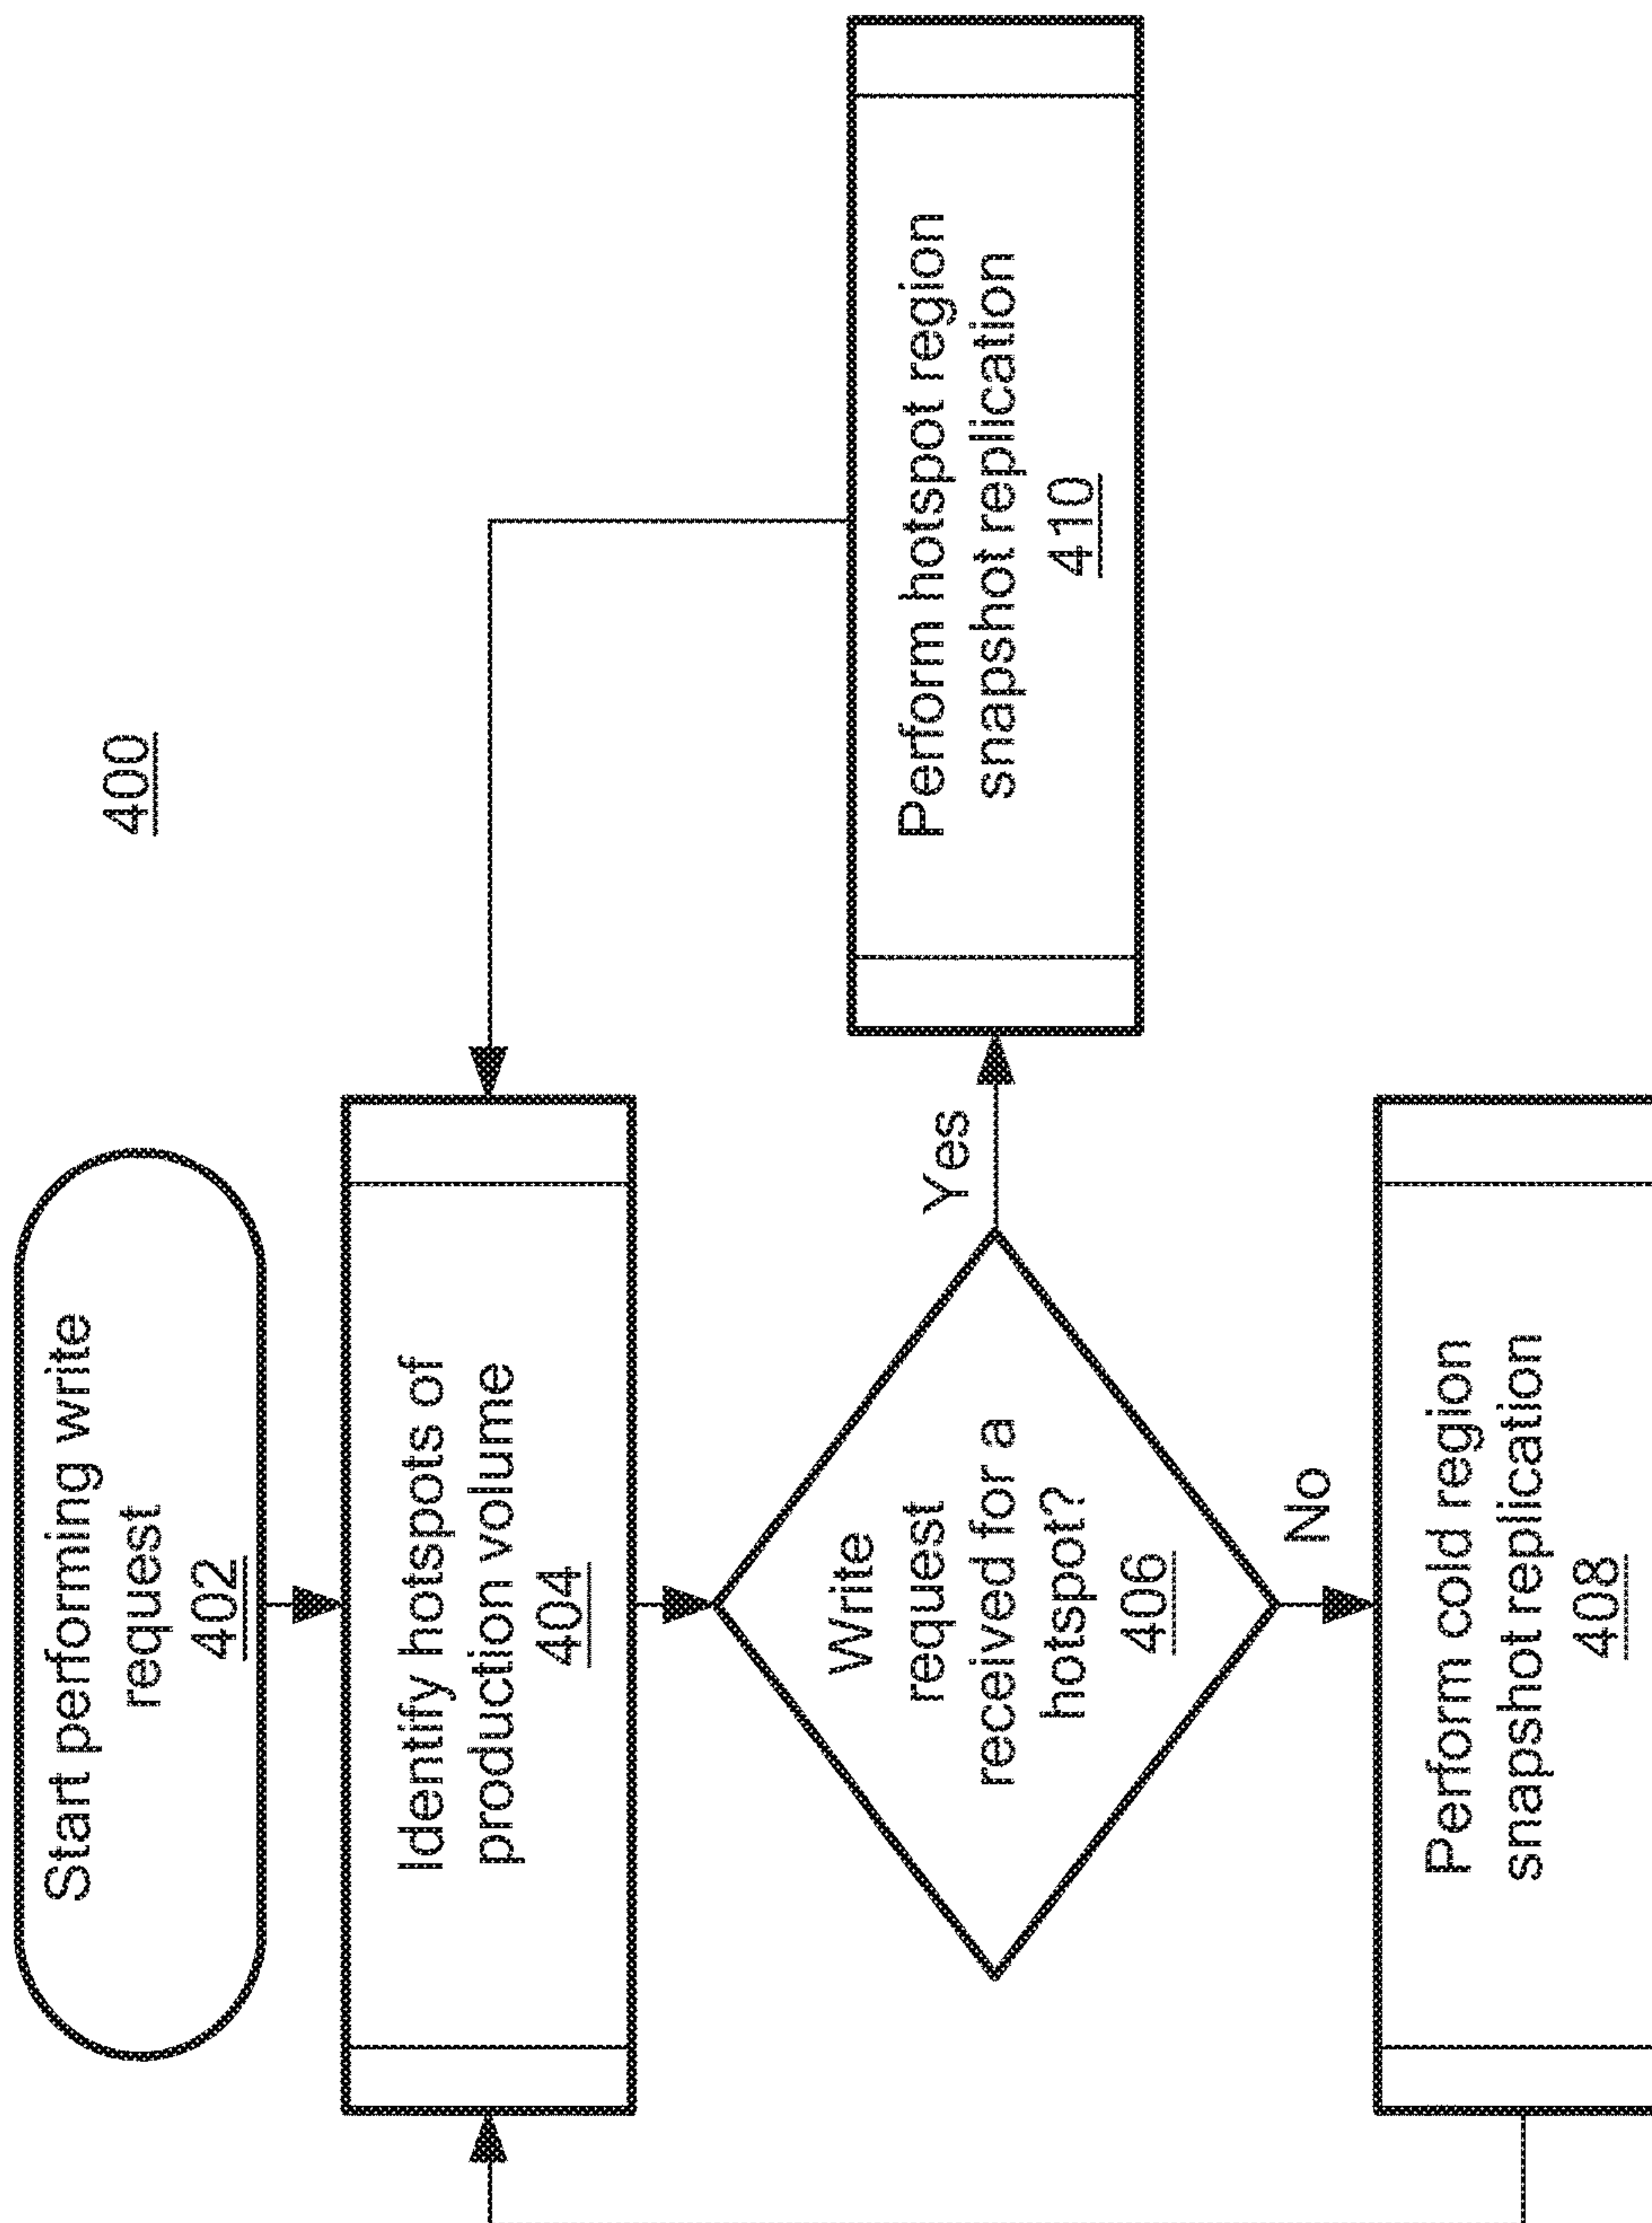 400
Start performing write
request
402
Identify hotspots of
production volume
404
Write
request
received for a
hotspot?
406
Yes
No
Perform hotspot region
snapshot replication
410
Perform cold region
snapshot replication
408